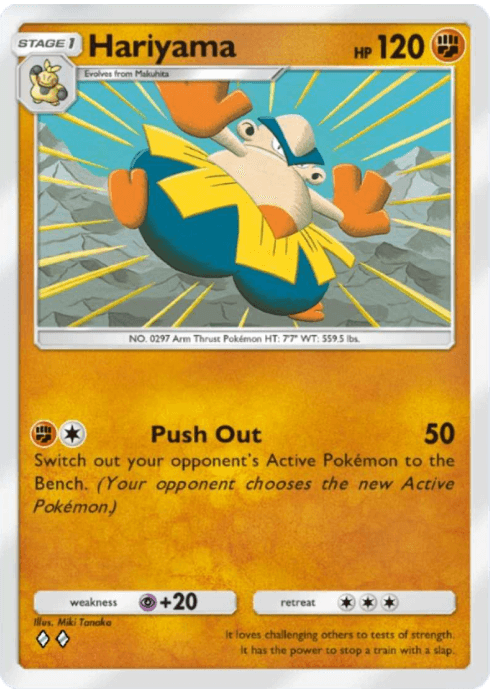 STAGE 1 Hariyama HP 120
Evolves from Makuhita
NO. 0297 Arm Thrust Pokémon HT: 7'7" WT: 559.5 lbs.
Push Out 50
Switch out your opponent's Active Pokémon to the
Bench. (Your opponent chooses the new Active
Pokémon.)
weakness +20 retreat
Illus. Miki Tanaka
It loves challenging others to tests of strength.
It has the power to stop a train with a slap.